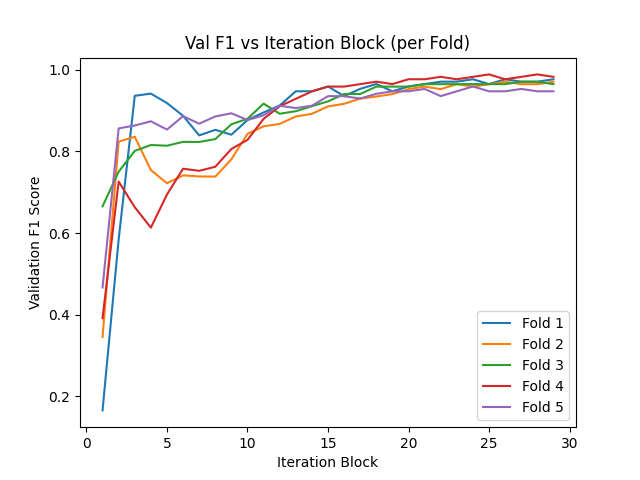 Val F1 vs Iteration Block (per Fold)
Validation F1 Score
1.0
0.8
0.6
0.4
0.2
0
5
10
15
20
25
30
Iteration Block
Fold 1
Fold 2
Fold 3
Fold 4
Fold 5